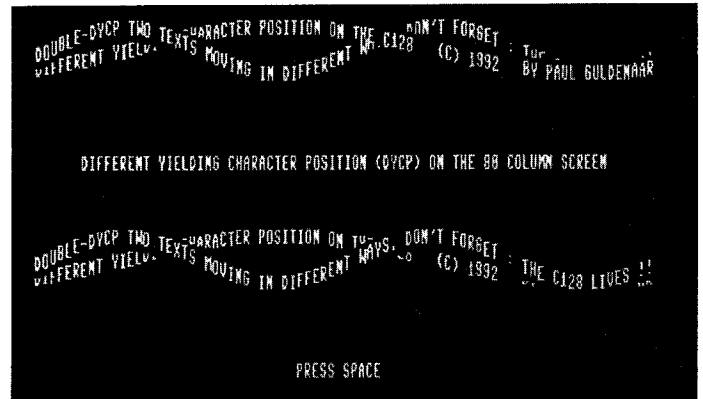 DOUBLE-DYCP TWO TEXTS CHARACTER POSITION ON THE C128 DON'T FORGET :
DIFFERENT MOVING IN DIFFERENT (C) 1992 BY PAUL GULDENAAR
DIFFERENT YIELDING CHARACTER POSITION (DYCP) ON THE 80 COLUMN SCREEN
DOUBLE-DYCP TWO TEXTS CHARACTER POSITION ON WAYS. DON'T FORGET : THE C128 LIVES !!
DIFFERENT MOVING IN DIFFERENT (C) 1992
PRESS SPACE